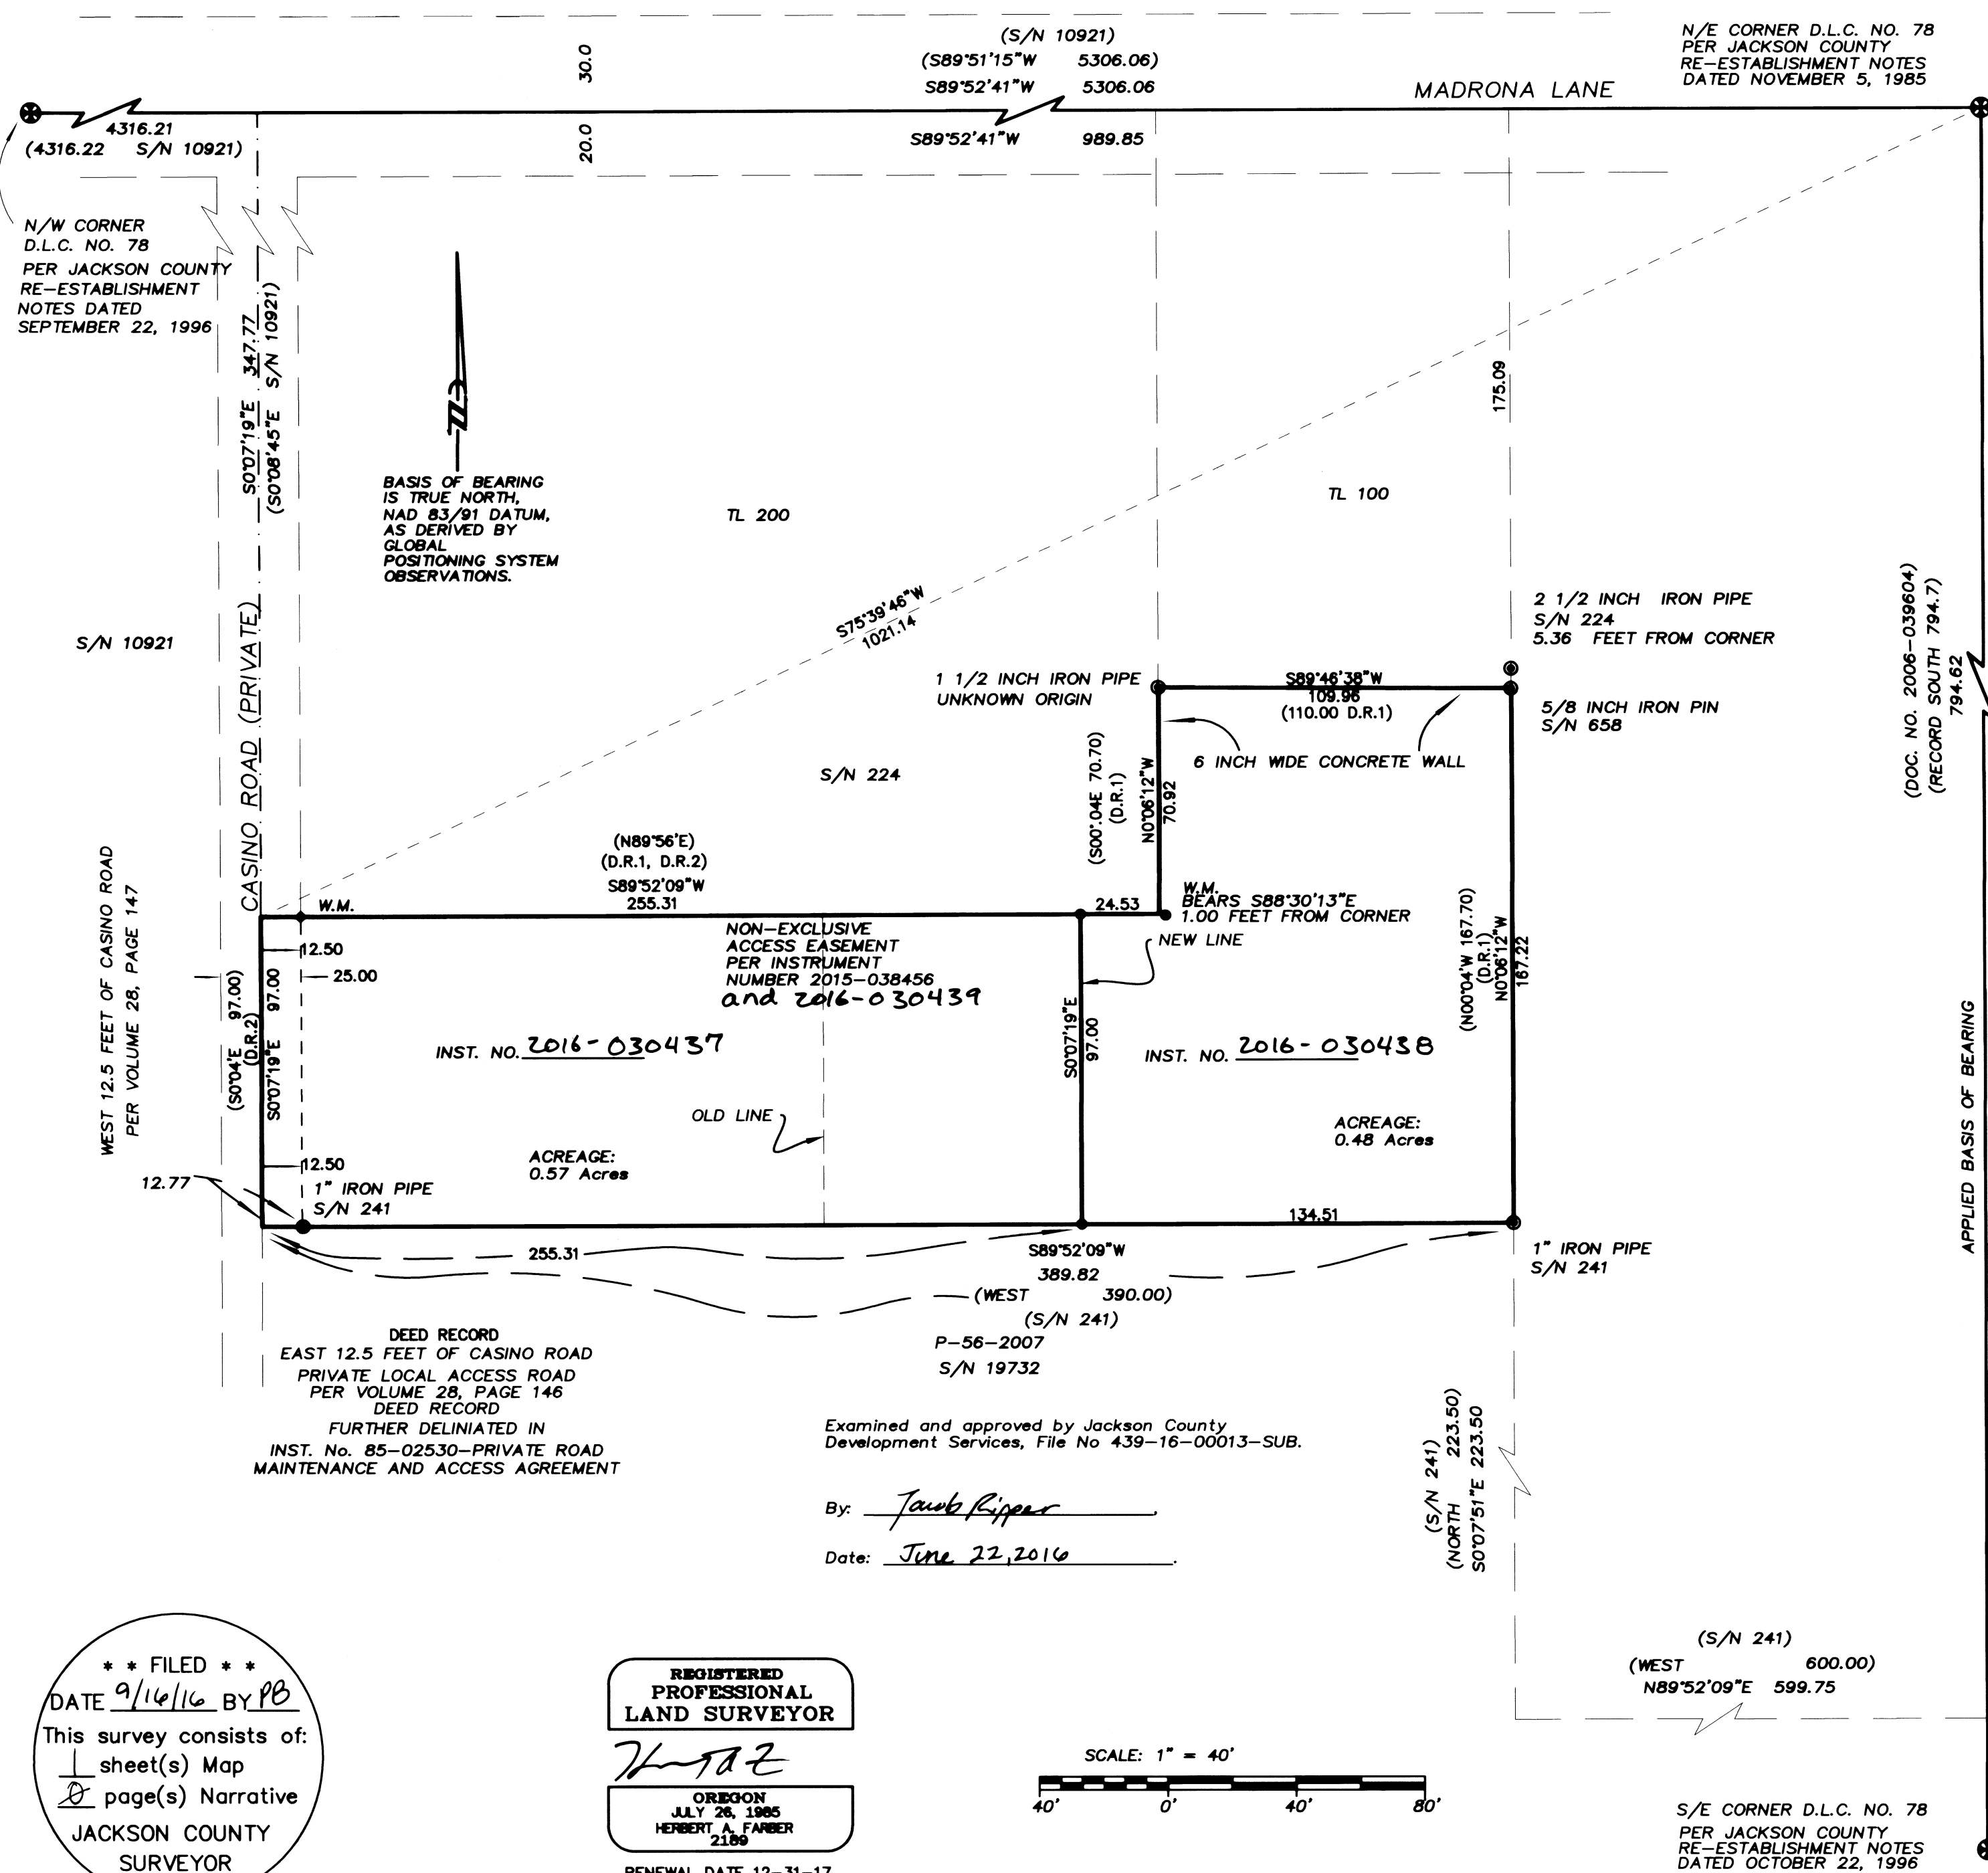 (S/N 10921)
(S89°51'15"W 5306.06)
S89°52'41"W 5306.06
MADRONA LANE
N/E CORNER D.L.C. NO. 78
PER JACKSON COUNTY
RE-ESTABLISHMENT NOTES
DATED NOVEMBER 5, 1985
30.0
4316.21
(4316.22 S/N 10921)
20.0
S89°52'41"W 989.85
N/W CORNER
D.L.C. NO. 78
PER JACKSON COUNTY
RE-ESTABLISHMENT
NOTES DATED
SEPTEMBER 22, 1996
S0°07'19"E 347.77
(S0°08'45"E S/N 10921)
BASIS OF BEARING
IS TRUE NORTH,
NAD 83/91 DATUM,
AS DERIVED BY
GLOBAL
POSITIONING SYSTEM
OBSERVATIONS.
TL 200
TL 100
175.09
S75°39'46"W
1021.14
S/N 10921
CASINO ROAD (PRIVATE)
2 1/2 INCH IRON PIPE
S/N 224
5.36 FEET FROM CORNER
1 1/2 INCH IRON PIPE
UNKNOWN ORIGIN
S89°46'38"W
109.96
(110.00 D.R.1)
5/8 INCH IRON PIN
S/N 658
6 INCH WIDE CONCRETE WALL
(DOC. NO. 2006-039604)
(RECORD SOUTH 794.7)
794.62
S/N 224
(S00°.04E 70.70)
(D.R.1)
N0°06'12"W
70.92
(N89°56'E)
(D.R.1, D.R.2)
S89°52'09"W
255.31
W.M.
24.53
W.M.
BEARS S88°30'13"E
1.00 FEET FROM CORNER
NEW LINE
WEST 12.5 FEET OF CASINO ROAD
PER VOLUME 28, PAGE 147
12.50
25.00
(S0°04'E 97.00)
(D.R.2)
S0°07'19"E 97.00
NON-EXCLUSIVE
ACCESS EASEMENT
PER INSTRUMENT
NUMBER 2015-038456
and 2016-030439
INST. NO. 2016-030437
S0°07'19"E
97.00
INST. NO. 2016-030438
(N00°04'W 167.70)
(D.R.1)
N0°06'12"W
167.22
OLD LINE
ACREAGE:
0.57 Acres
ACREAGE:
0.48 Acres
12.50
12.77
1" IRON PIPE
S/N 241
134.51
255.31
S89°52'09"W
389.82
(WEST 390.00)
(S/N 241)
P-56-2007
S/N 19732
1" IRON PIPE
S/N 241
APPLIED BASIS OF BEARING
DEED RECORD
EAST 12.5 FEET OF CASINO ROAD
PRIVATE LOCAL ACCESS ROAD
PER VOLUME 28, PAGE 146
DEED RECORD
FURTHER DELINIATED IN
INST. No. 85-02530-PRIVATE ROAD
MAINTENANCE AND ACCESS AGREEMENT
Examined and approved by Jackson County
Development Services, File No 439-16-00013-SUB.
By: Jacob Ripper
Date: June 22, 2016
(S/N 241)
(NORTH 223.50)
S0°07'51"E 223.50
(S/N 241)
(WEST 600.00)
N89°52'09"E 599.75
* * FILED * *
DATE 9/16/16 BY PB
This survey consists of:
1 sheet(s) Map
0 page(s) Narrative
JACKSON COUNTY
SURVEYOR
REGISTERED
PROFESSIONAL
LAND SURVEYOR
OREGON
JULY 26, 1985
HERBERT A. FARBER
2189
RENEWAL DATE 12-31-17
SCALE: 1" = 40'
40' 0' 40' 80'
S/E CORNER D.L.C. NO. 78
PER JACKSON COUNTY
RE-ESTABLISHMENT NOTES
DATED OCTOBER 22, 1996